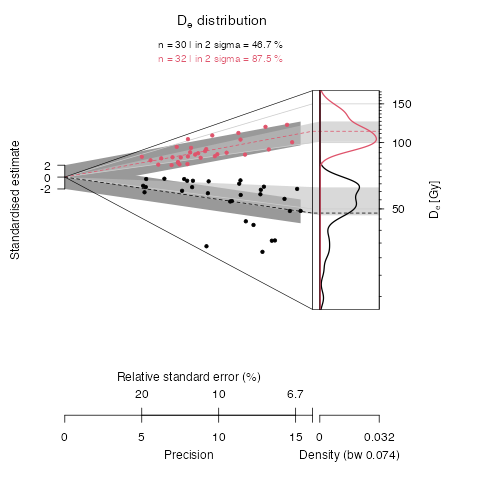 De distribution
n = 30 | in 2 sigma = 46.7 %
n = 32 | in 2 sigma = 87.5 %
Standardised estimate
2
0
-2
150
100
50
De [Gy]
Relative standard error (%)
20 10 6.7
0 5 10 15 0 0.032
Precision Density (bw 0.074)